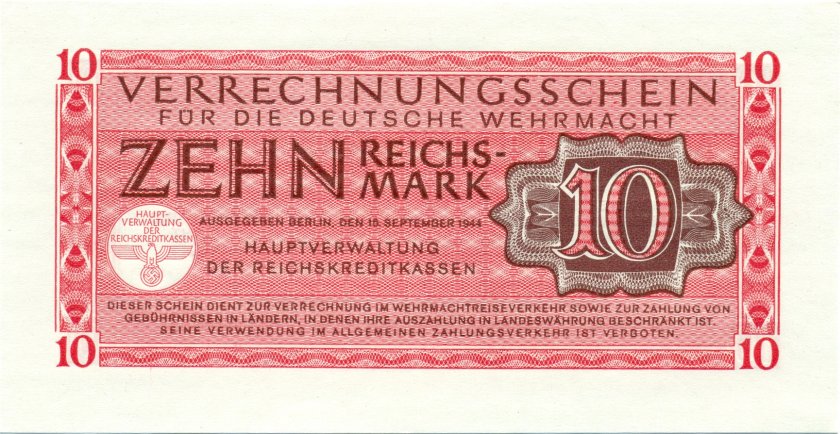 10 10
VERRECHNUNGSSCHEIN
FÜR DIE DEUTSCHE WEHRMACHT
ZEHN REICHS-
MARK
10
HAUPT-
VERWALTUNG
DER
REICHSKREDITKASSEN
AUSGEGEBEN BERLIN, DEN 15. SEPTEMBER 1944
HAUPTVERWALTUNG
DER REICHSKREDITKASSEN
DIESER SCHEIN DIENT ZUR VERRECHNUNG IM WEHRMACHTREISEVERKEHR SOWIE ZUR ZAHLUNG VON
GEBÜHRNISSEN IN LÄNDERN, IN DENEN IHRE AUSZAHLUNG IN LANDESWÄHRUNG BESCHRÄNKT IST.
SEINE VERWENDUNG IM ALLGEMEINEN ZAHLUNGSVERKEHR IST VERBOTEN.
10 10